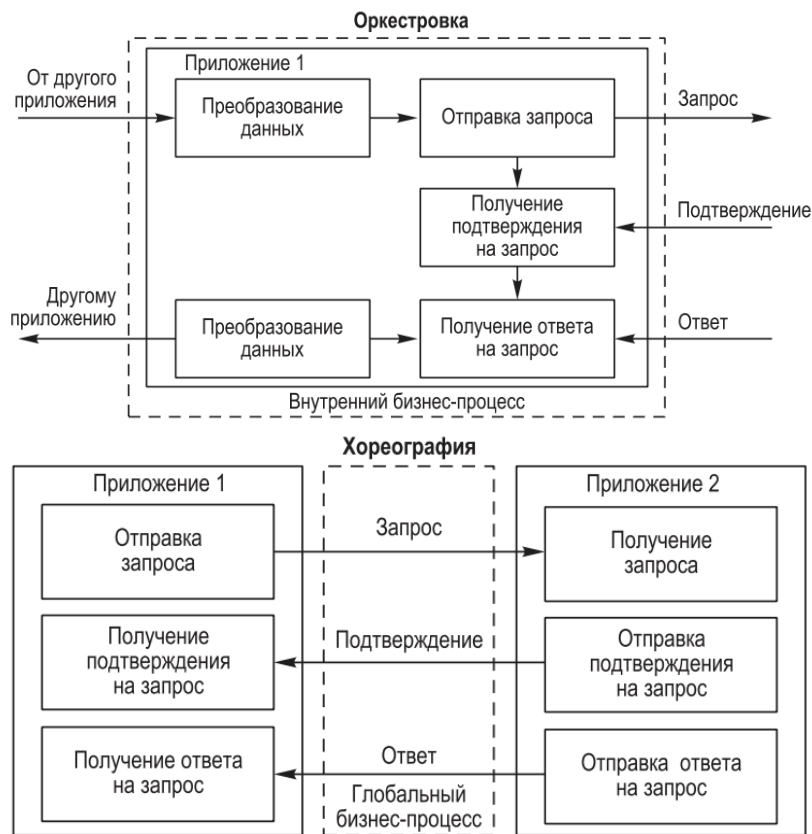 Оркестровка
Приложение 1
От другого
приложения
Преобразование
данных
Отправка запроса
Запрос
Получение
подтверждения
на запрос
Подтверждение
Другому
приложению
Преобразование
данных
Получение ответа
на запрос
Ответ
Внутренний бизнес-процесс
Хореография
Приложение 1
Приложение 2
Отправка
запроса
Запрос
Получение
запроса
Получение
подтверждения
на запрос
Подтверждение
Отправка
подтверждения
на запрос
Получение ответа
на запрос
Ответ
Отправка ответа
на запрос
Глобальный
бизнес-процесс